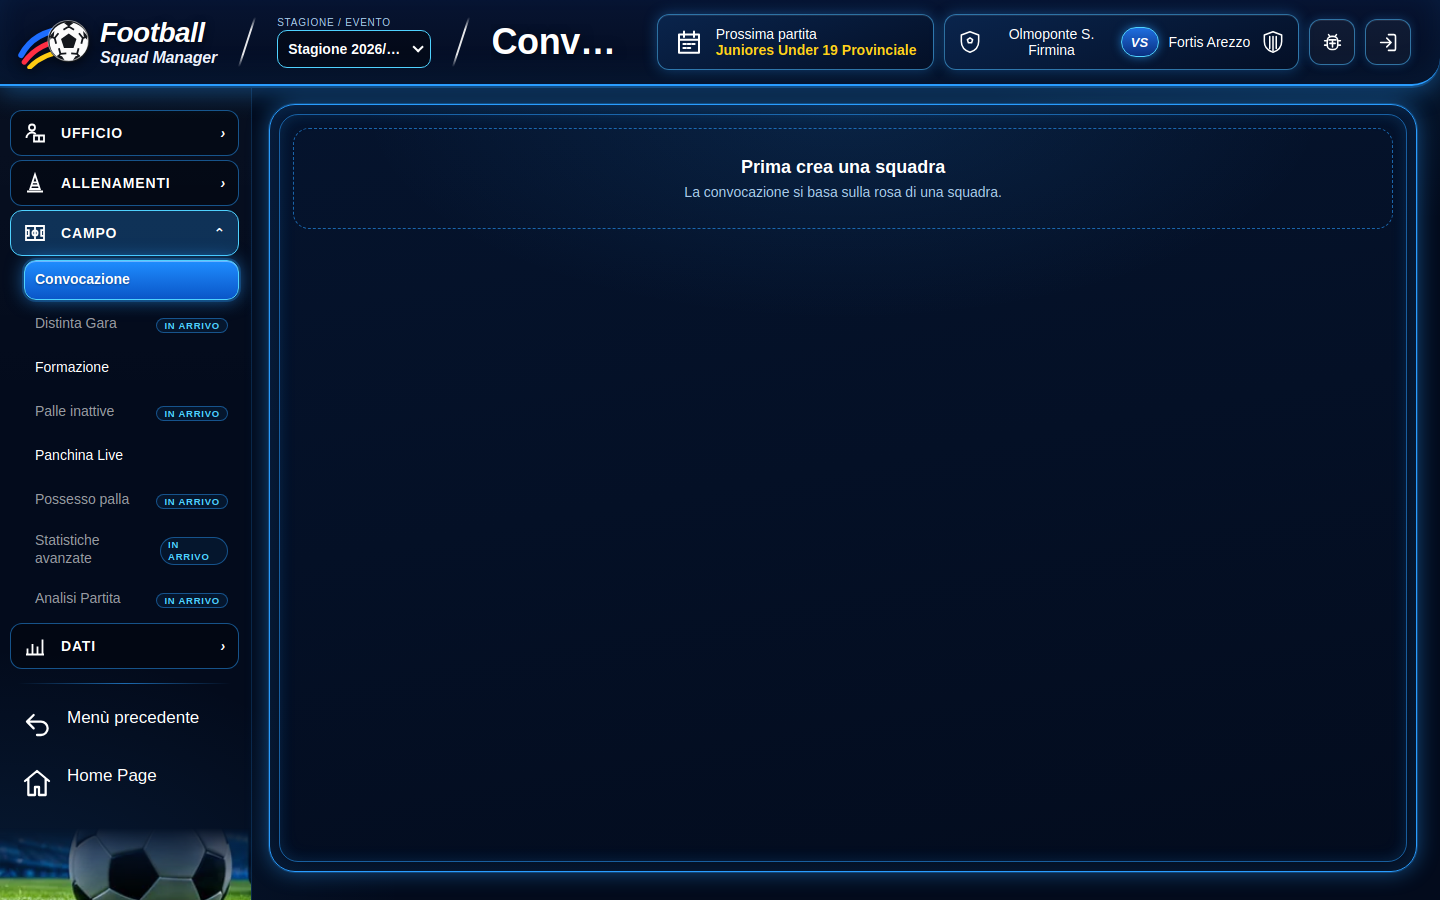 Football
Squad Manager
STAGIONE / EVENTO
Stagione 2026/...
Conv...
Prossima partita
Juniores Under 19 Provinciale
Olmoponte S.
Firmina
VS
Fortis Arezzo
UFFICIO
ALLENAMENTI
CAMPO
Convocazione
Distinta Gara
IN ARRIVO
Formazione
Palle inattive
IN ARRIVO
Panchina Live
Possesso palla
IN ARRIVO
Statistiche
avanzate
IN
ARRIVO
Analisi Partita
IN ARRIVO
DATI
Menù precedente
Home Page
Prima crea una squadra
La convocazione si basa sulla rosa di una squadra.